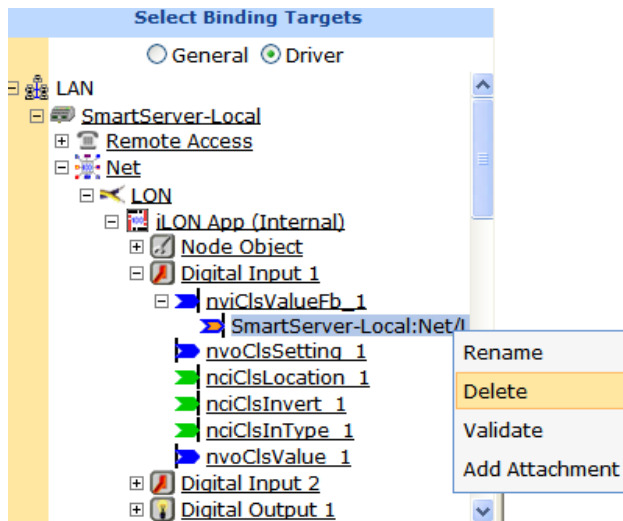 Select Binding Targets
General Driver
LAN
SmartServer-Local
Remote Access
Net
LON
iLON App (Internal)
Node Object
Digital Input 1
nviClsValueFb_1
SmartServer-Local:Net/L
nvoClsSetting_1
nciClsLocation_1
nciClsInvert_1
nciClsInType_1
nvoClsValue_1
Digital Input 2
Digital Output 1
Rename
Delete
Validate
Add Attachment